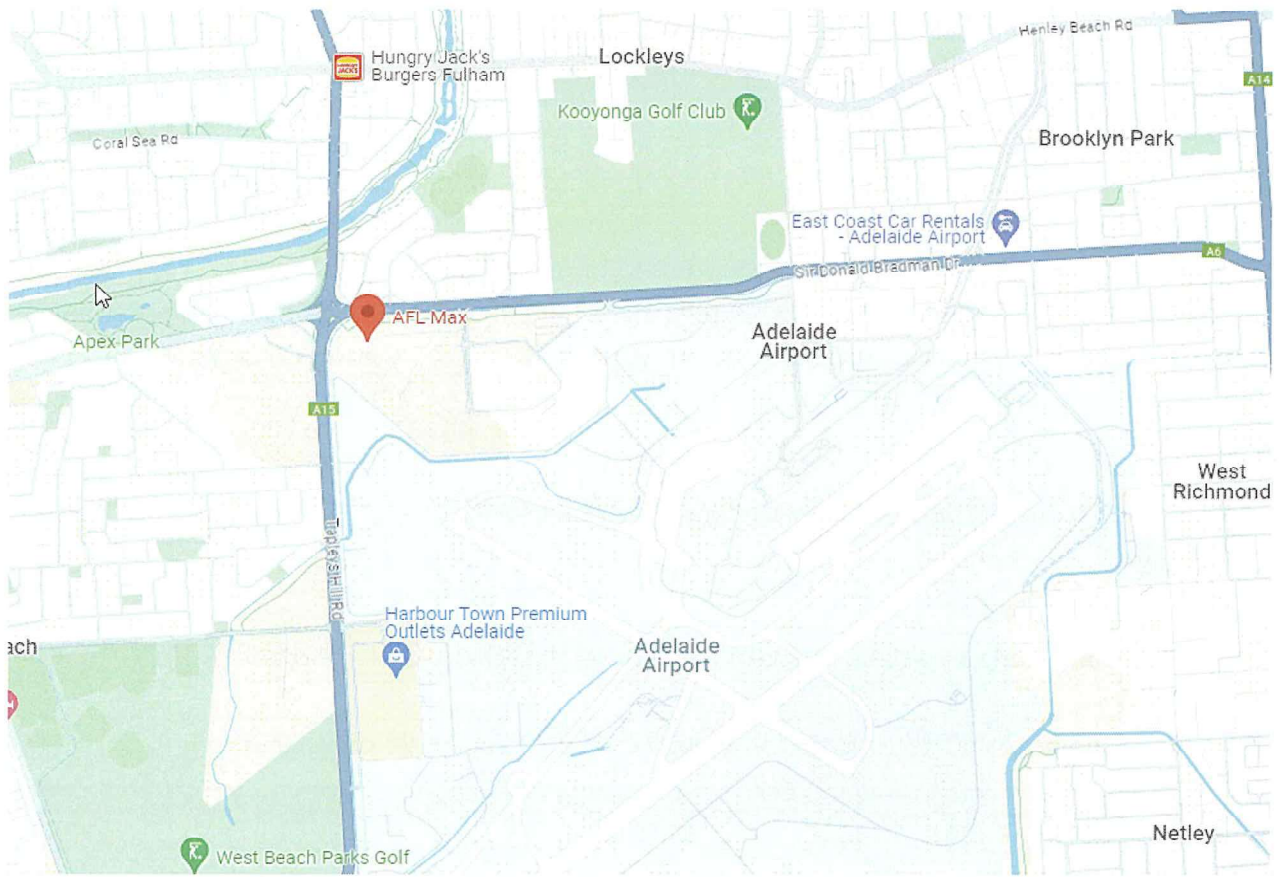 Henley Beach Rd
Hungry Jack's
Burgers Fulham
HUNGRY JACK'S
Lockleys
A14
Kooyonga Golf Club
Coral Sea Rd
Brooklyn Park
East Coast Car Rentals
- Adelaide Airport
A6
Sir Donald Bradman Dr
AFL Max
Apex Park
Adelaide
Airport
A15
West
Richmond
Tapleys Hill Rd
Harbour Town Premium
Outlets Adelaide
Adelaide
Airport
ach
Netley
West Beach Parks Golf